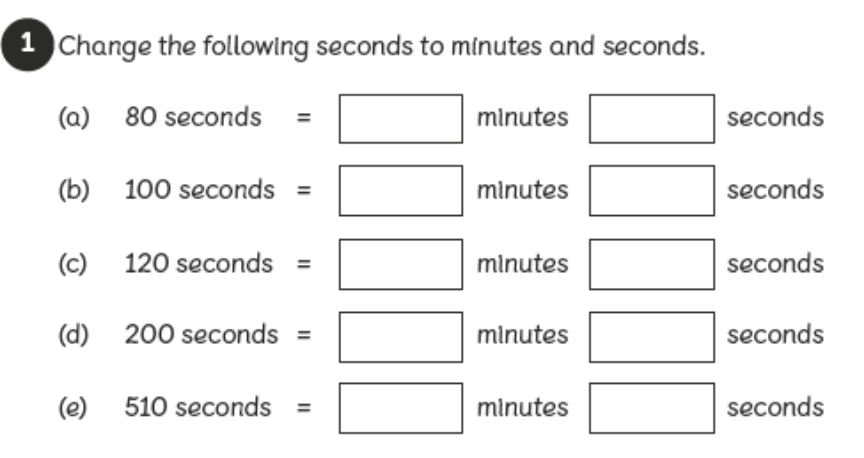 1 Change the following seconds to minutes and seconds.
(a) 80 seconds = minutes seconds
(b) 100 seconds = minutes seconds
(c) 120 seconds = minutes seconds
(d) 200 seconds = minutes seconds
(e) 510 seconds = minutes seconds